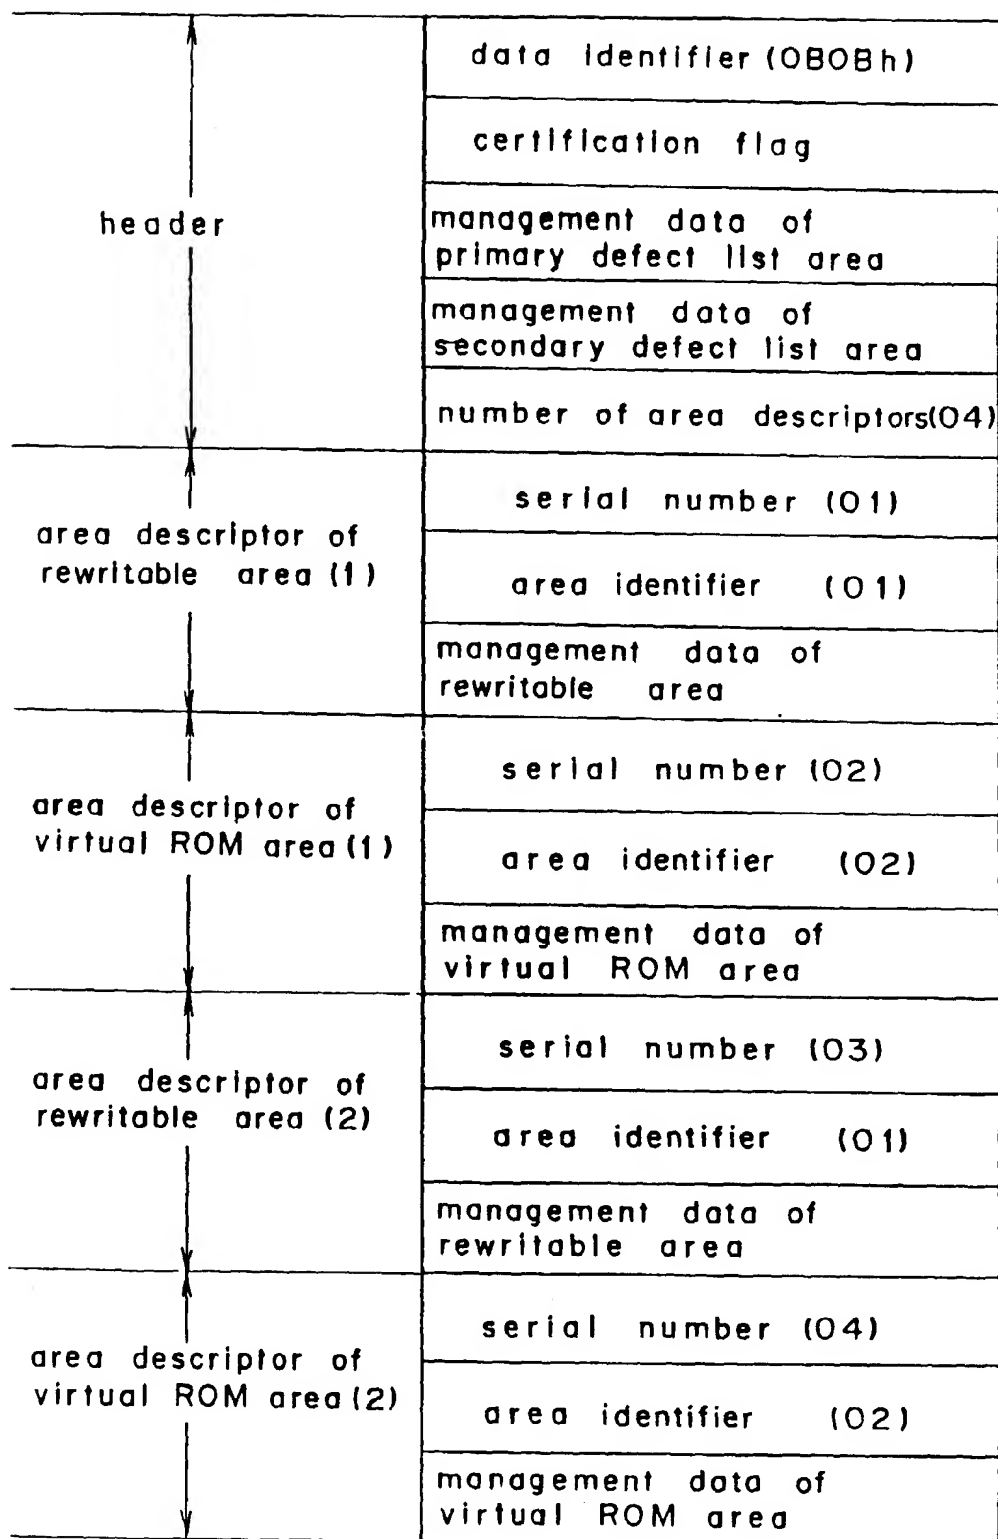 header
data identifier (0B0Bh)
certification flag
management data of
primary defect list area
management data of
secondary defect list area
number of area descriptors(04)
area descriptor of
rewritable area (1)
serial number (01)
area identifier (01)
management data of
rewritable area
area descriptor of
virtual ROM area (1)
serial number (02)
area identifier (02)
management data of
virtual ROM area
area descriptor of
rewritable area (2)
serial number (03)
area identifier (01)
management data of
rewritable area
area descriptor of
virtual ROM area (2)
serial number (04)
area identifier (02)
management data of
virtual ROM area